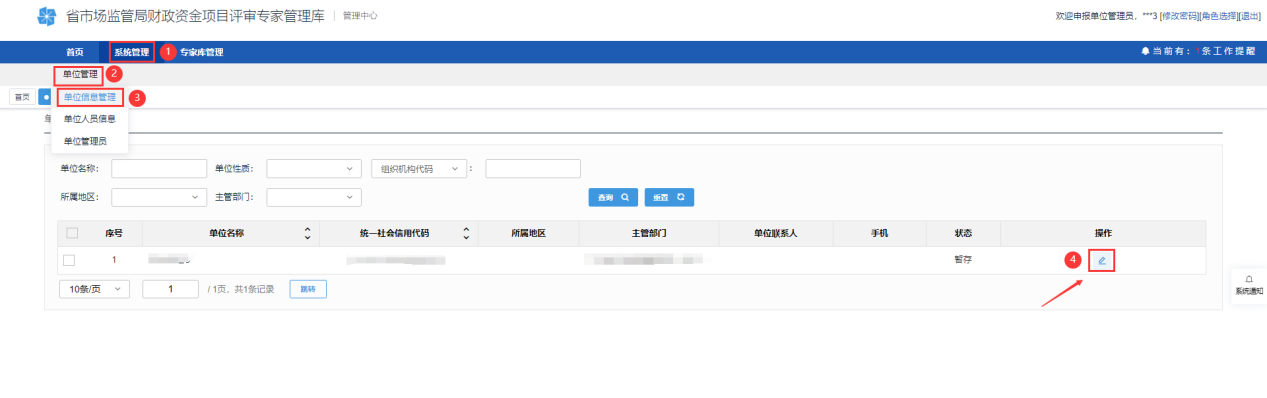 省市场监管局财政资金项目评审专家管理库 | 管理中心 欢迎申报单位管理员，***3 [修改密码][角色选择][退出]
首页 系统管理 1 专家库管理 当前有： 条工作提醒
单位管理 2
首页 单位信息管理 3
单位人员信息
单位管理员
单位名称： 单位性质： 组织机构代码 ：
所属地区： 主管部门： 查询 重置
序号 单位名称 统一社会信用代码 所属地区 主管部门 单位联系人 手机 状态 操作
1 暂存 4
10条/页 1 / 1页，共1条记录 跳转
系统通知